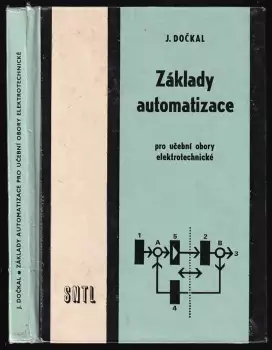 J. DOČKAL ■ ZÁKLADY AUTOMATIZACE PRO UČEBNÍ OBORY ELEKTROTECHNICKÉ
J. DOČKAL
Základy
automatizace
pro učební obory
elektrotechnické
1 A 5 2 B 3
4
SNTL